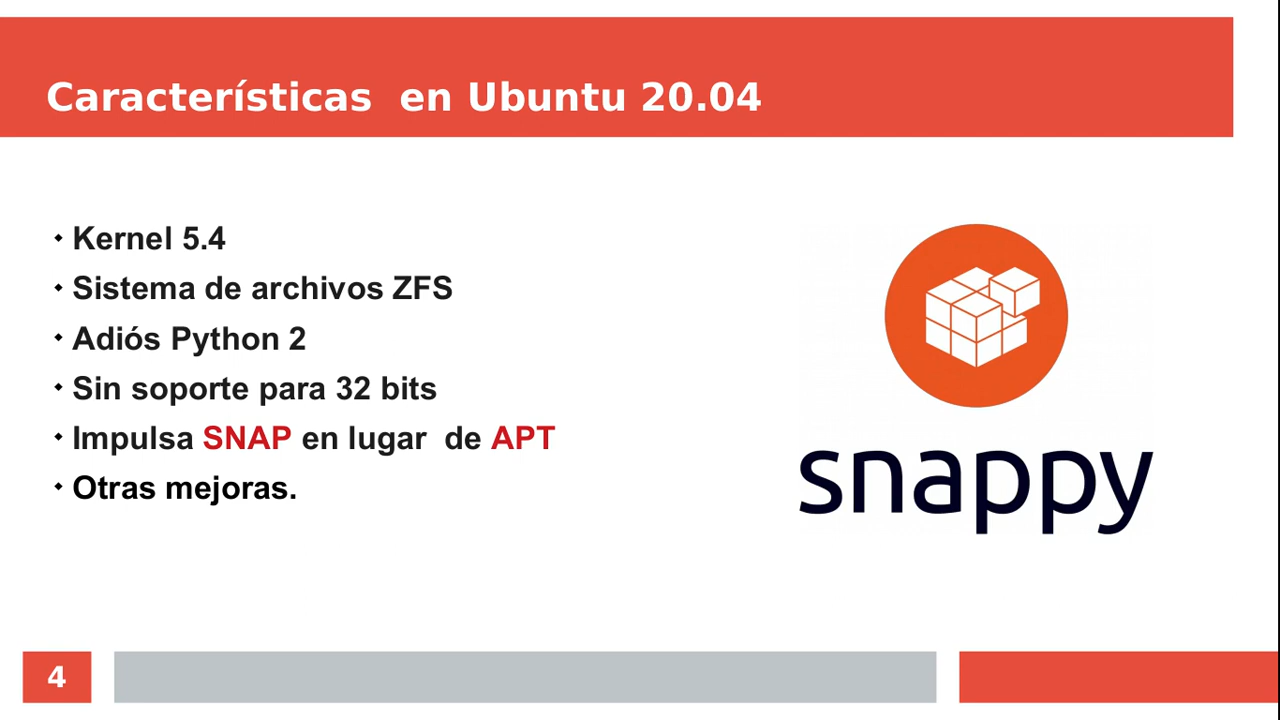 Características  en Ubuntu 20.04
Kernel 5.4
Sistema de archivos ZFS
Adiós Python 2
Sin soporte para 32 bits
Impulsa SNAP en lugar  de APT
Otras mejoras.
snappy
4